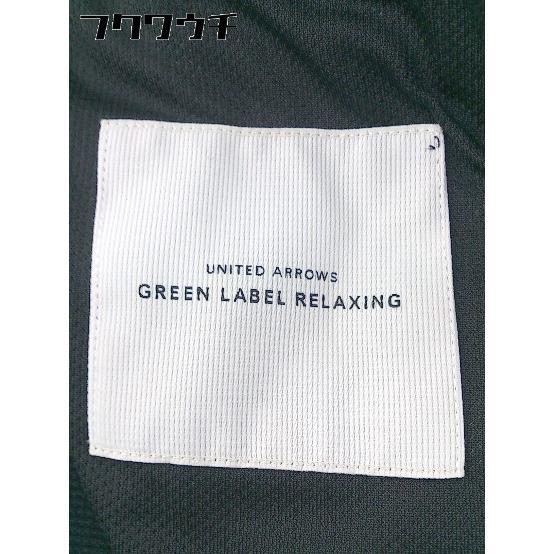 フクワウチ
UNITED ARROWS
GREEN LABEL RELAXING